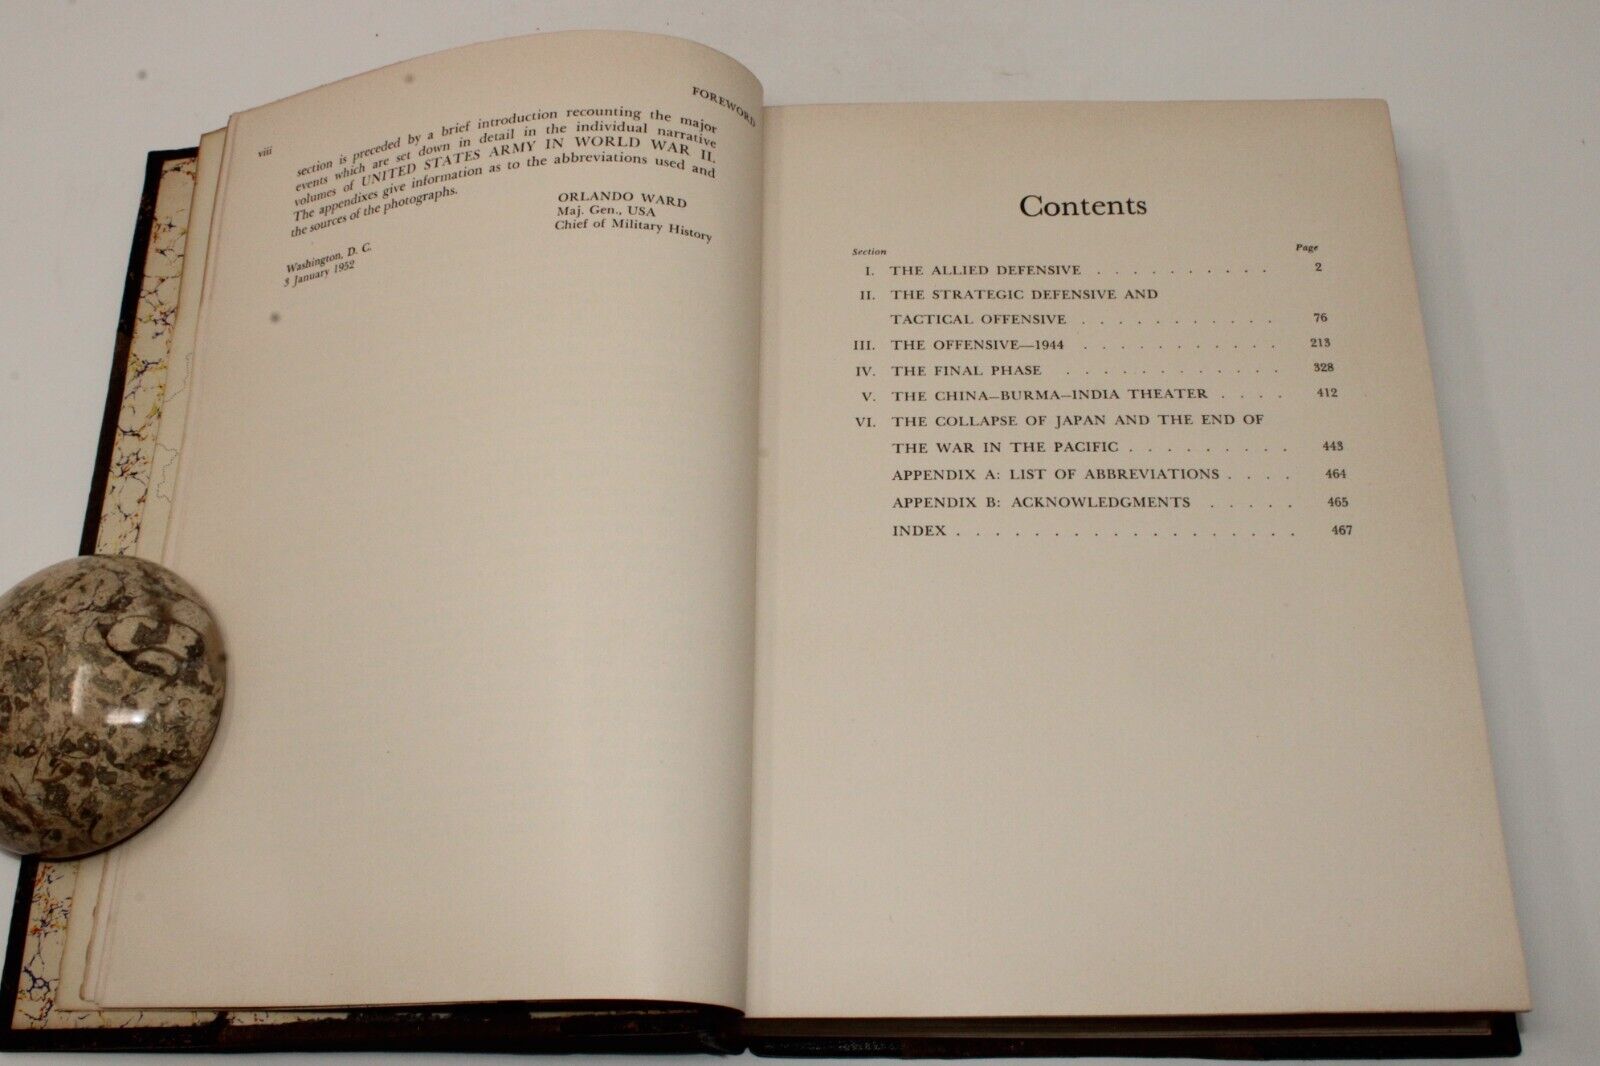 viii
FOREWORD
section is preceded by a brief introduction recounting the major
events which are set down in detail in the individual narrative
volumes of UNITED STATES ARMY IN WORLD WAR II.
The appendixes give information as to the abbreviations used and
the sources of the photographs.
ORLANDO WARD
Maj. Gen., USA
Chief of Military History
Washington, D. C.
3 January 1952
Contents
Section Page
I. THE ALLIED DEFENSIVE . . . . . . . . . . 2
II. THE STRATEGIC DEFENSIVE AND
TACTICAL OFFENSIVE . . . . . . . . . . . 76
III. THE OFFENSIVE—1944 . . . . . . . . . . . 213
IV. THE FINAL PHASE . . . . . . . . . . . . 328
V. THE CHINA–BURMA–INDIA THEATER . . . . 412
VI. THE COLLAPSE OF JAPAN AND THE END OF
THE WAR IN THE PACIFIC . . . . . . . . . 443
APPENDIX A: LIST OF ABBREVIATIONS . . . . 464
APPENDIX B: ACKNOWLEDGMENTS . . . . . 465
INDEX . . . . . . . . . . . . . . . . . . 467